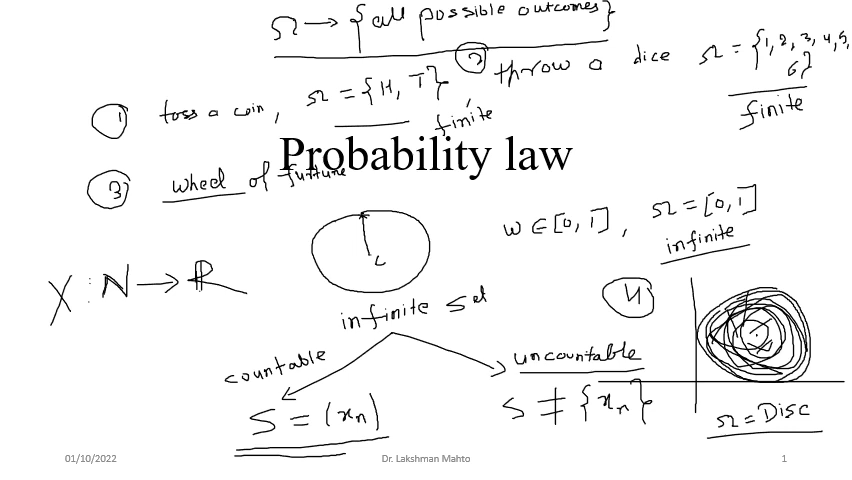 Ω → {all possible outcomes}
① toss a coin, Ω = {H, T} finite
② throw a dice Ω = {1, 2, 3, 4, 5, 6}
finite
Probability law
③ wheel of futtune
w ∈ [0, 1], Ω = [0, 1]
infinite
X : N → R
infinite set
④
countable
uncountable
S = (xn)
S ≠ {xn}
Ω = Disc
01/10/2022
Dr. Lakshman Mahto
1